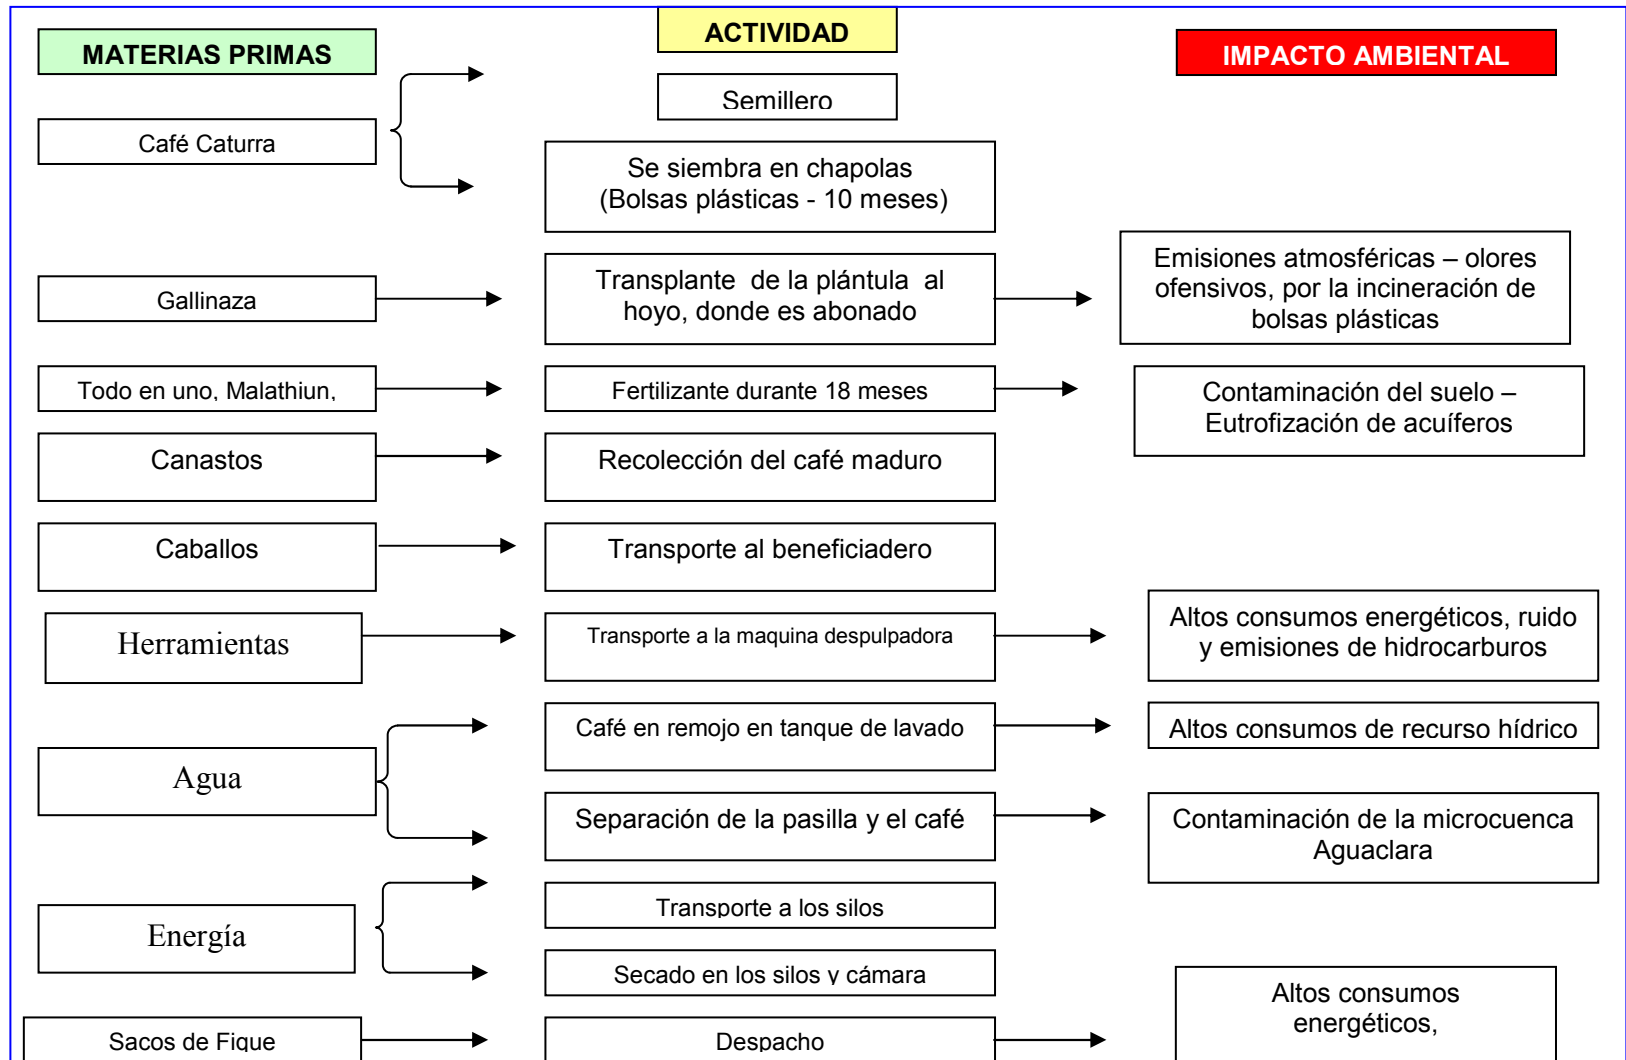 MATERIAS PRIMAS
ACTIVIDAD
IMPACTO AMBIENTAL
Café Caturra
Semillero
Se siembra en chapolas
(Bolsas plásticas - 10 meses)
Gallinaza
Transplante de la plántula al
hoyo, donde es abonado
Emisiones atmosféricas – olores
ofensivos, por la incineración de
bolsas plásticas
Todo en uno, Malathiun,
Fertilizante durante 18 meses
Contaminación del suelo –
Eutrofización de acuíferos
Canastos
Recolección del café maduro
Caballos
Transporte al beneficiadero
Herramientas
Transporte a la maquina despulpadora
Altos consumos energéticos, ruido
y emisiones de hidrocarburos
Agua
Café en remojo en tanque de lavado
Altos consumos de recurso hídrico
Separación de la pasilla y el café
Contaminación de la microcuenca
Aguaclara
Energía
Transporte a los silos
Secado en los silos y cámara
Altos consumos
energéticos,
Sacos de Fique
Despacho